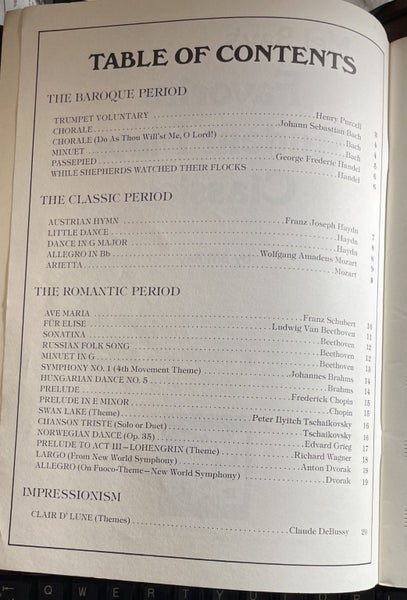 TABLE OF CONTENTS
THE BAROQUE PERIOD
TRUMPET VOLUNTARY Henry Purcell 3
CHORALE Johann Sebastian Bach 4
CHORALE (Do As Thou Will'st Me, O Lord!) Bach 4
MINUET Bach 5
PASSEPIED George Frederic Handel 6
WHILE SHEPHERDS WATCHED THEIR FLOCKS Handel 6
THE CLASSIC PERIOD
AUSTRIAN HYMN Franz Joseph Haydn 7
LITTLE DANCE Haydn 8
DANCE IN G MAJOR Haydn 8
ALLEGRO IN Bb Wolfgang Amadeus Mozart 9
ARIETTA Mozart 9
THE ROMANTIC PERIOD
AVE MARIA Franz Schubert 10
FÜR ELISE Ludwig Van Beethoven 11
SONATINA Beethoven 12
RUSSIAN FOLK SONG Beethoven 12
MINUET IN G Beethoven 13
SYMPHONY NO. 1 (4th Movement Theme) Johannes Brahms 14
HUNGARIAN DANCE NO. 5 Brahms 14
PRELUDE Frederick Chopin 15
PRELUDE IN E MINOR Chopin 15
SWAN LAKE (Theme) Peter Ilyitch Tschaikovsky 16
CHANSON TRISTE (Solo or Duet) Tschaikovsky 16
NORWEGIAN DANCE (Op. 35) Edvard Grieg 17
PRELUDE TO ACT III—LOHENGRIN (Theme) Richard Wagner 18
LARGO (From New World Symphony) Anton Dvorak 19
ALLEGRO (On Fuoco-Theme—New World Symphony) Dvorak 19
IMPRESSIONISM
CLAIR D' LUNE (Themes) Claude DeBussy 20
Q W E R T Y U